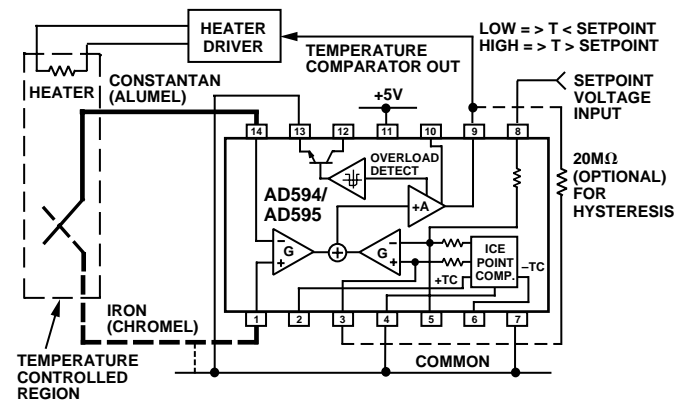 HEATER
DRIVER
LOW = > T < SETPOINT
HIGH = > T > SETPOINT
TEMPERATURE
COMPARATOR OUT
HEATER
CONSTANTAN
(ALUMEL)
+5V
SETPOINT
VOLTAGE
INPUT
14
13
12
11
10
9
8
20MΩ
(OPTIONAL)
FOR
HYSTERESIS
OVERLOAD
DETECT
AD594/
AD595
+A
–
G
+
–
G
+
ICE
POINT
COMP.
–TC
+TC
IRON
(CHROMEL)
1
2
3
4
5
6
7
TEMPERATURE
CONTROLLED
REGION
COMMON